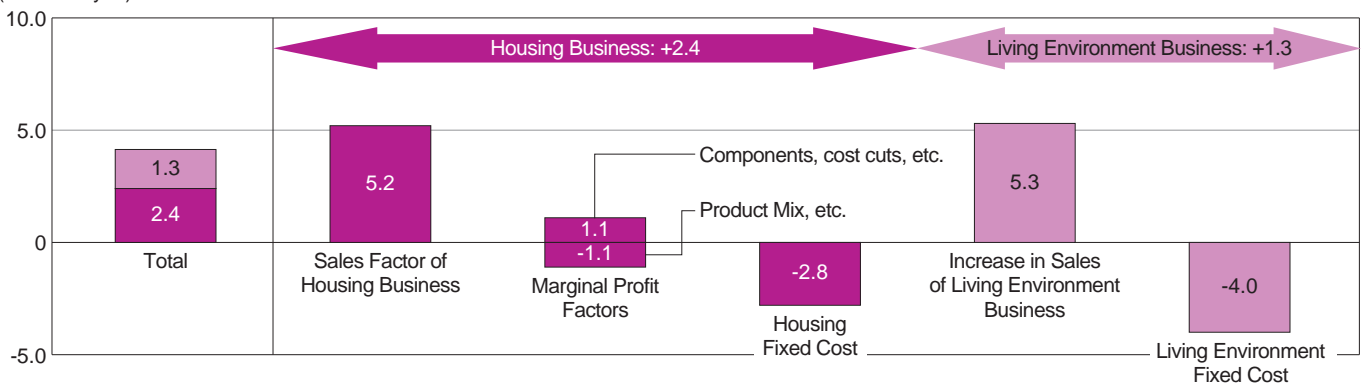 10.0
Housing Business: +2.4
Living Environment Business: +1.3
5.0
1.3
2.4
5.2
Components, cost cuts, etc.
Product Mix, etc.
1.1
-1.1
-2.8
5.3
-4.0
0
Total
Sales Factor of
Housing Business
Marginal Profit
Factors
Housing
Fixed Cost
Increase in Sales
of Living Environment
Business
Living Environment
Fixed Cost
-5.0